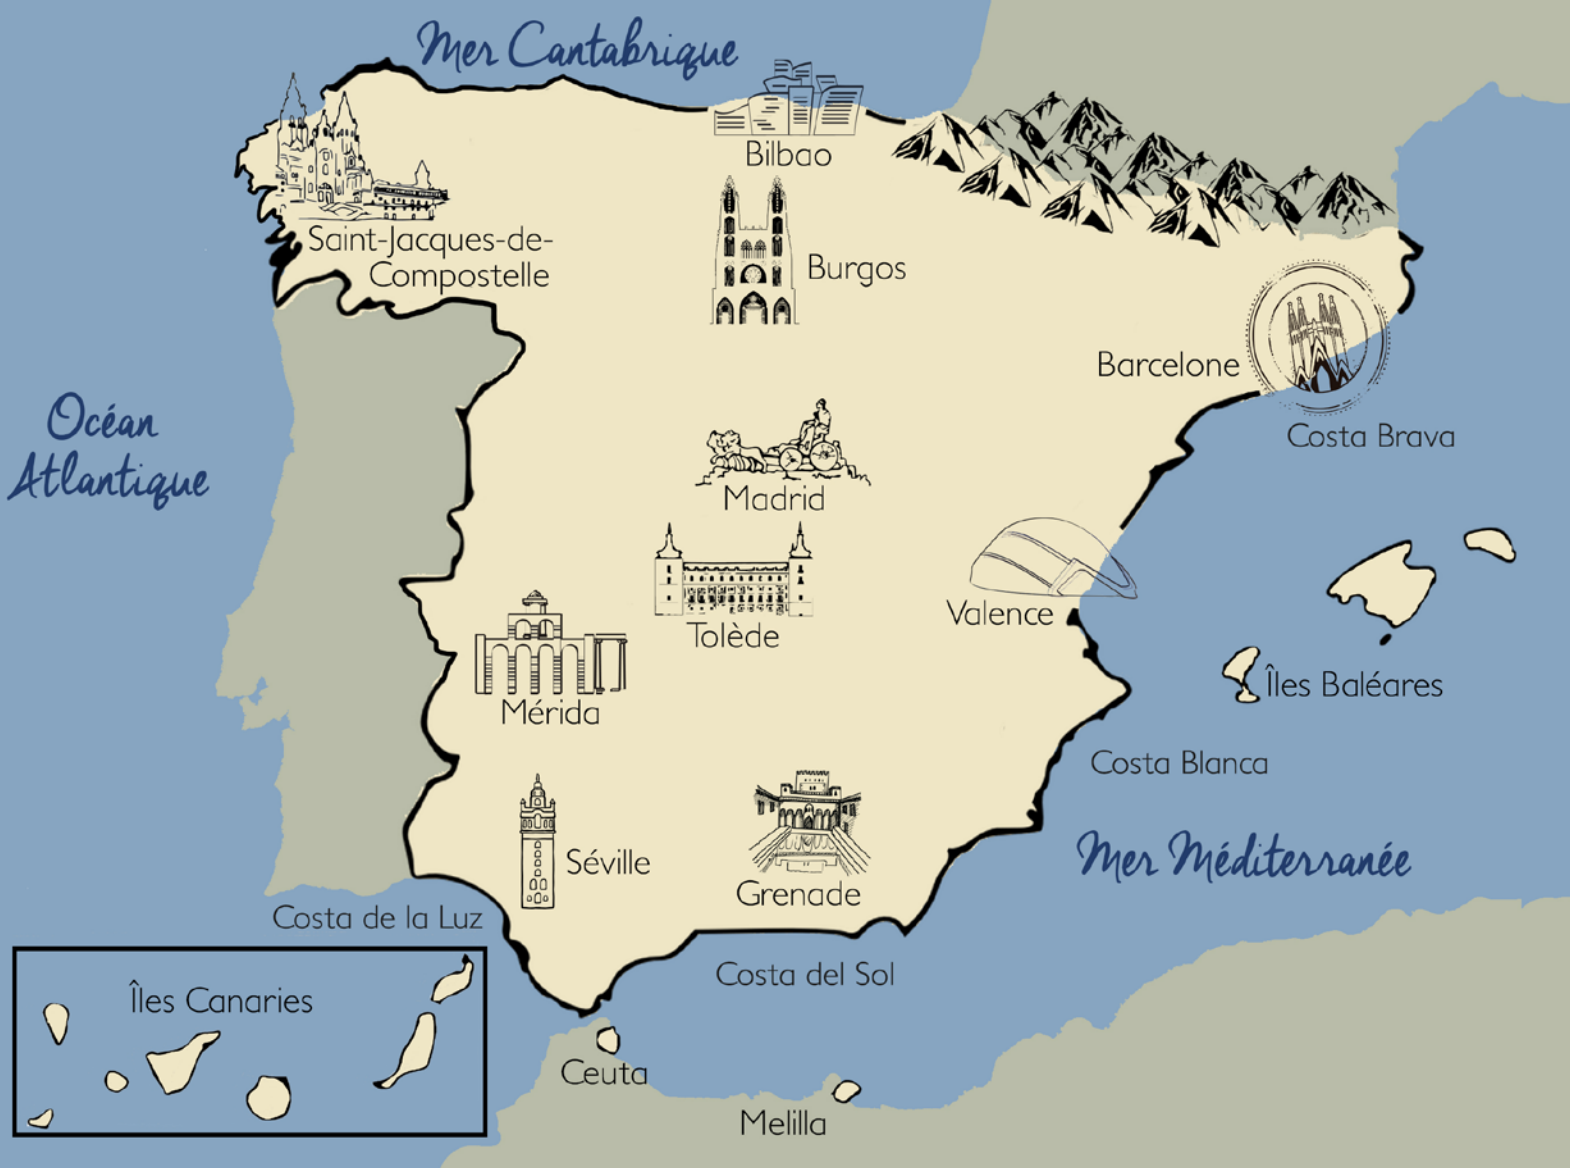 Mer Cantabrique
Bilbao
Saint-Jacques-de-
Compostelle
Burgos
Barcelone
Océan
Atlantique
Costa Brava
Madrid
Valence
Tolède
Îles Baléares
Mérida
Costa Blanca
Séville
Mer Méditerranée
Grenade
Costa de la Luz
Costa del Sol
Îles Canaries
Ceuta
Melilla